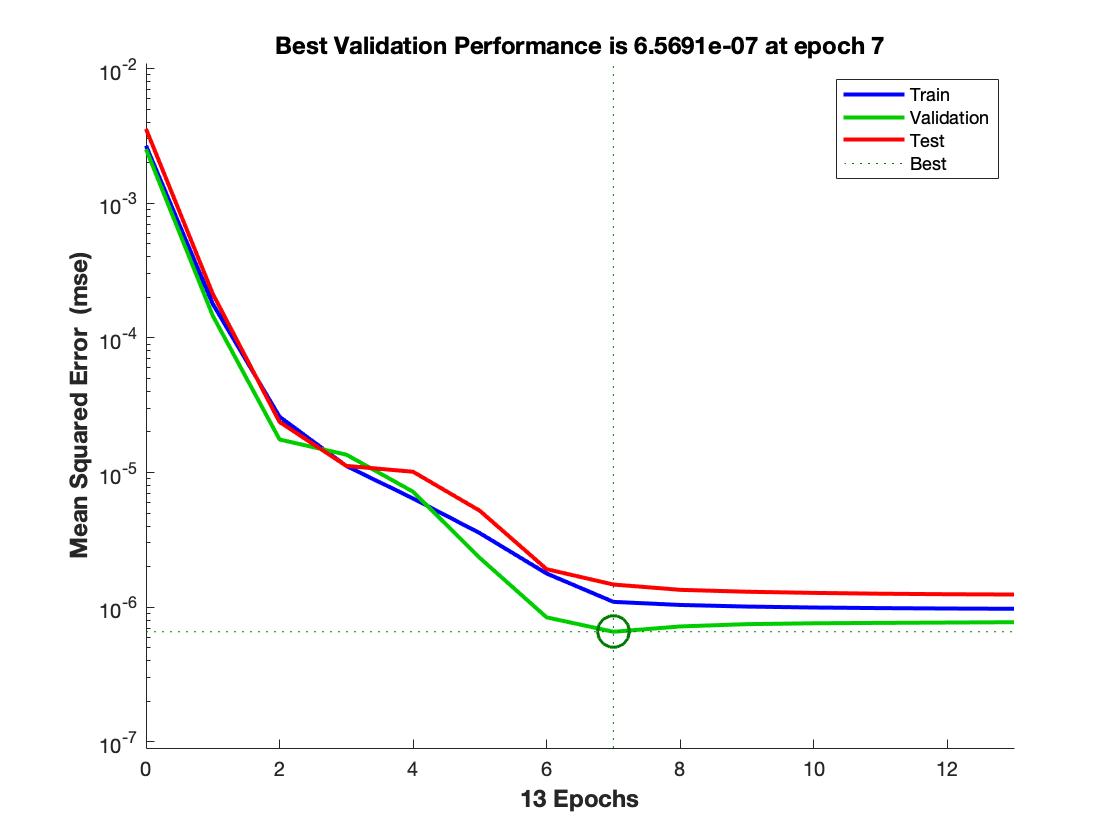 Best Validation Performance is 6.5691e-07 at epoch 7
Train
Validation
Test
Best
Mean Squared Error (mse)
10-2
10-3
10-4
10-5
10-6
10-7
0 2 4 6 8 10 12
13 Epochs